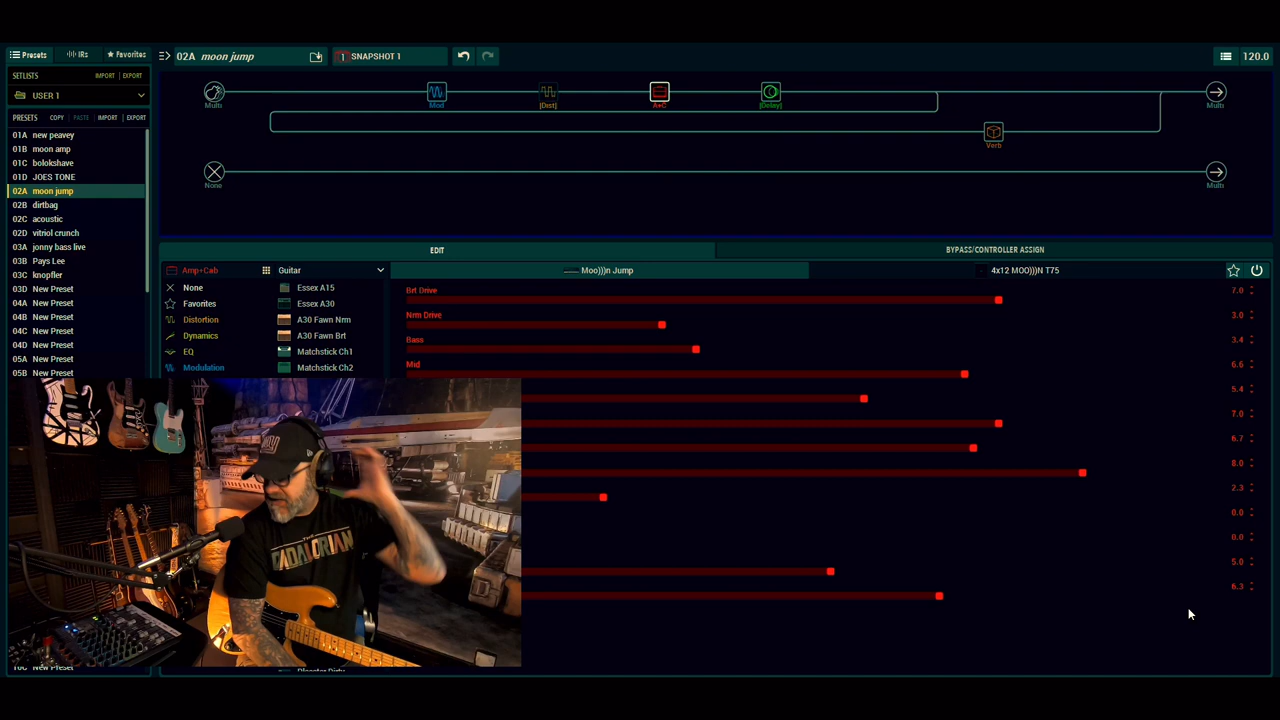 Presets IRs Favorites
02A moon jump 1 SNAPSHOT 1 120.0
SETLISTS IMPORT EXPORT
USER 1
PRESETS COPY PASTE IMPORT EXPORT
01A new peavey
01B moon amp
01C bolokshave
01D JOES TONE
02A moon jump
02B dirtbag
02C acoustic
02D vitriol crunch
03A jonny bass live
03B Pays Lee
03C knopfler
03D New Preset
04A New Preset
04B New Preset
04C New Preset
04D New Preset
05A New Preset
05B New Preset
New Preset
Multi Mod |Dist| A+C |Delay| Multi
Verb
None Multi
EDIT BYPASS/CONTROLLER ASSIGN
Amp+Cab Guitar Moo)))n Jump 4x12 MOO)))N T75
None
Favorites
Distortion
Dynamics
EQ
Modulation
Essex A15
Essex A30
A30 Fawn Nrm
A30 Fawn Brt
Matchstick Ch1
Matchstick Ch2
Brt Drive 7.0
Nrm Drive 3.0
Bass 3.4
Mid 6.6
5.4
7.0
6.7
8.0
2.3
0.0
0.0
5.0
6.3
THE
CADALORIAN